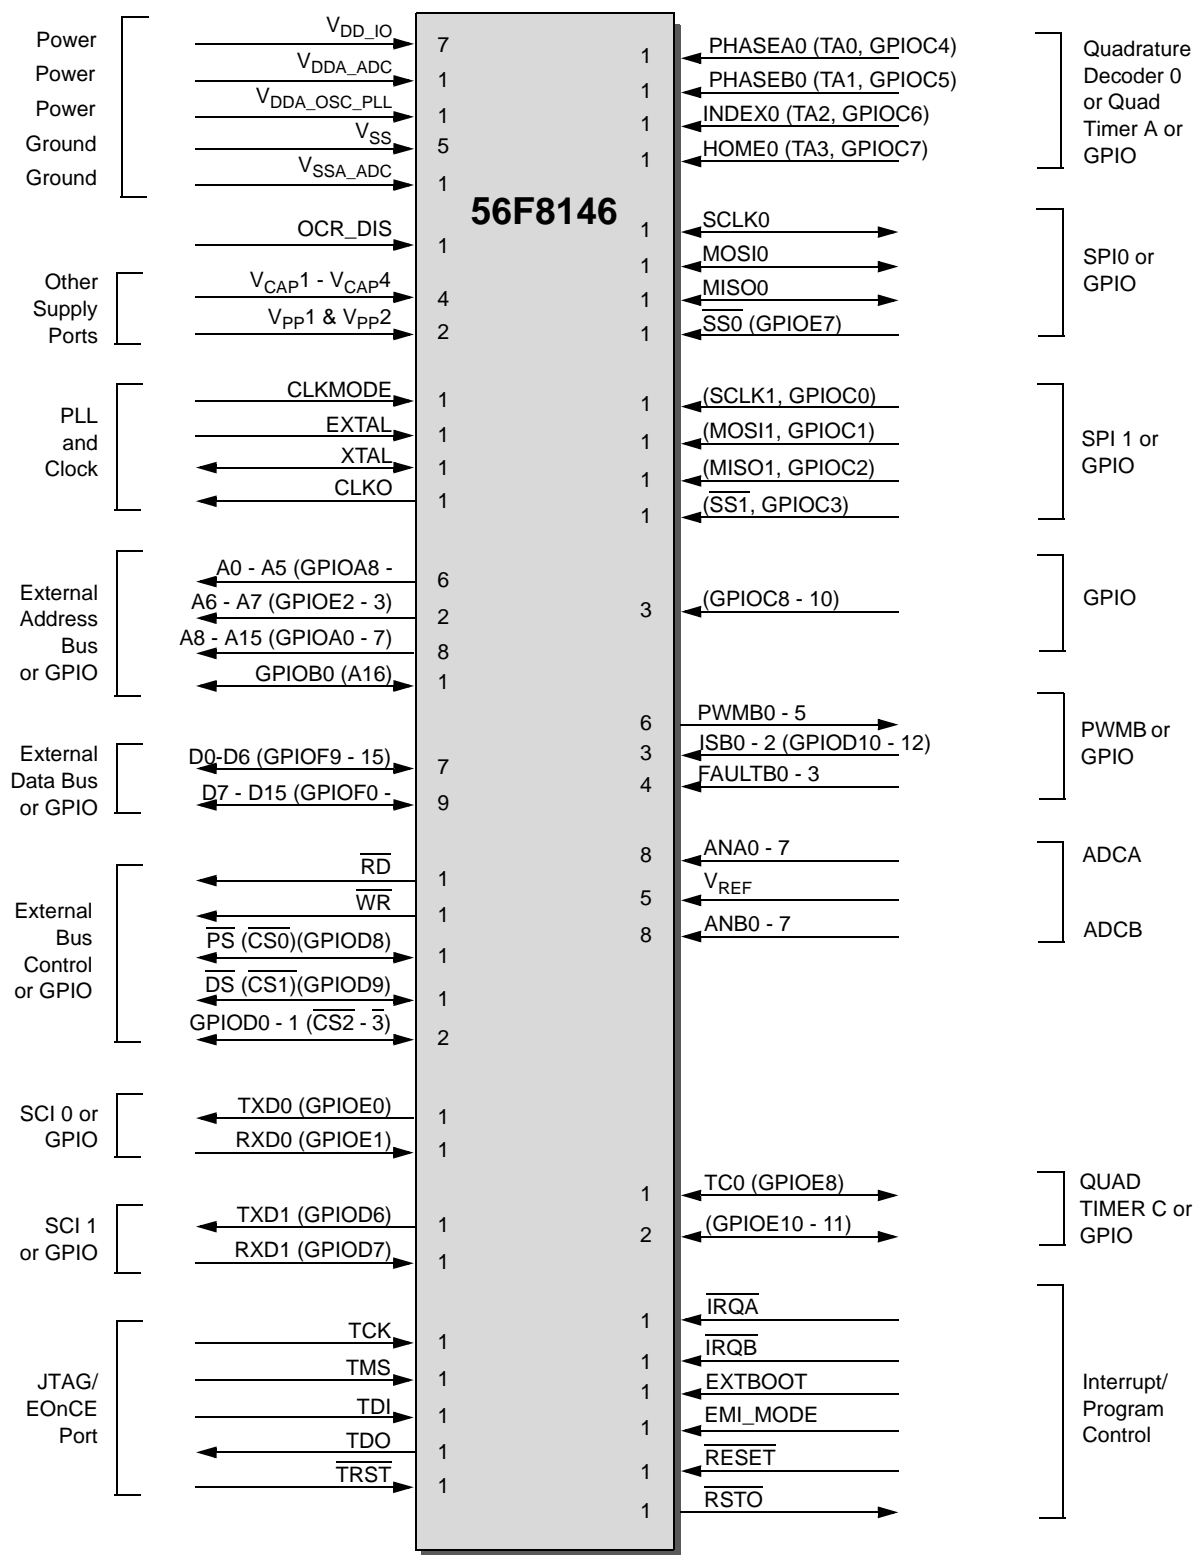 56F8146
Power
Power
Power
Ground
Ground
VDD_IO 7
VDDA_ADC 1
VDDA_OSC_PLL 1
VSS 5
VSSA_ADC 1
OCR_DIS 1
Other
Supply
Ports
VCAP1 - VCAP4 4
VPP1 & VPP2 2
PLL
and
Clock
CLKMODE 1
EXTAL 1
XTAL 1
CLKO 1
External
Address
Bus
or GPIO
A0 - A5 (GPIOA8 - 6
A6 - A7 (GPIOE2 - 3) 2
A8 - A15 (GPIOA0 - 7) 8
GPIOB0 (A16) 1
External
Data Bus
or GPIO
D0-D6 (GPIOF9 - 15) 7
D7 - D15 (GPIOF0 - 9
External
Bus
Control
or GPIO
RD 1
WR 1
PS (CS0)(GPIOD8) 1
DS (CS1)(GPIOD9) 1
GPIOD0 - 1 (CS2 - 3) 2
SCI 0 or
GPIO
TXD0 (GPIOE0) 1
RXD0 (GPIOE1) 1
SCI 1
or GPIO
TXD1 (GPIOD6) 1
RXD1 (GPIOD7) 1
JTAG/
EOnCE
Port
TCK 1
TMS 1
TDI 1
TDO 1
TRST 1
1 PHASEA0 (TA0, GPIOC4)
1 PHASEB0 (TA1, GPIOC5)
1 INDEX0 (TA2, GPIOC6)
1 HOME0 (TA3, GPIOC7)
Quadrature
Decoder 0
or Quad
Timer A or
GPIO
1 SCLK0
1 MOSI0
1 MISO0
1 SS0 (GPIOE7)
SPI0 or
GPIO
1 (SCLK1, GPIOC0)
1 (MOSI1, GPIOC1)
1 (MISO1, GPIOC2)
1 (SS1, GPIOC3)
SPI 1 or
GPIO
3 (GPIOC8 - 10)
GPIO
6 PWMB0 - 5
3 ISB0 - 2 (GPIOD10 - 12)
4 FAULTB0 - 3
PWMB or
GPIO
8 ANA0 - 7
5 VREF
8 ANB0 - 7
ADCA
ADCB
1 TC0 (GPIOE8)
2 (GPIOE10 - 11)
QUAD
TIMER C or
GPIO
1 IRQA
1 IRQB
1 EXTBOOT
1 EMI_MODE
1 RESET
1 RSTO
Interrupt/
Program
Control